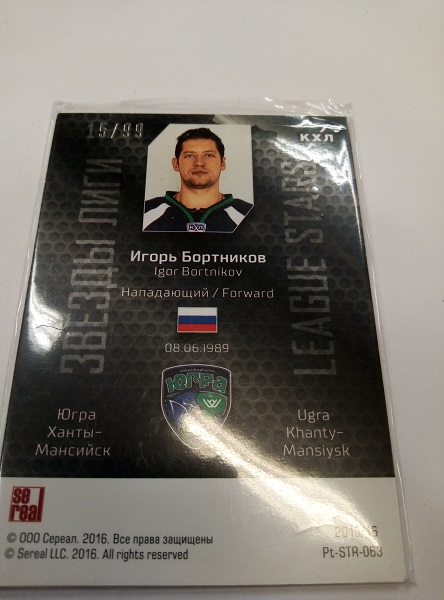 15/99
КХЛ
ЗВЕЗДЫ ЛИГИ
LEAGUE STARS
Игорь Бортников
Igor Bortnikov
Нападающий / Forward
08.06.1989
ЮГРА
Югра
Ханты-
Мансийск
Ugra
Khanty-
Mansiysk
se
real
© ООО Сереал. 2016. Все права защищены
© Sereal LLC. 2016. All rights reserved
2015/16
Pt-STR-063